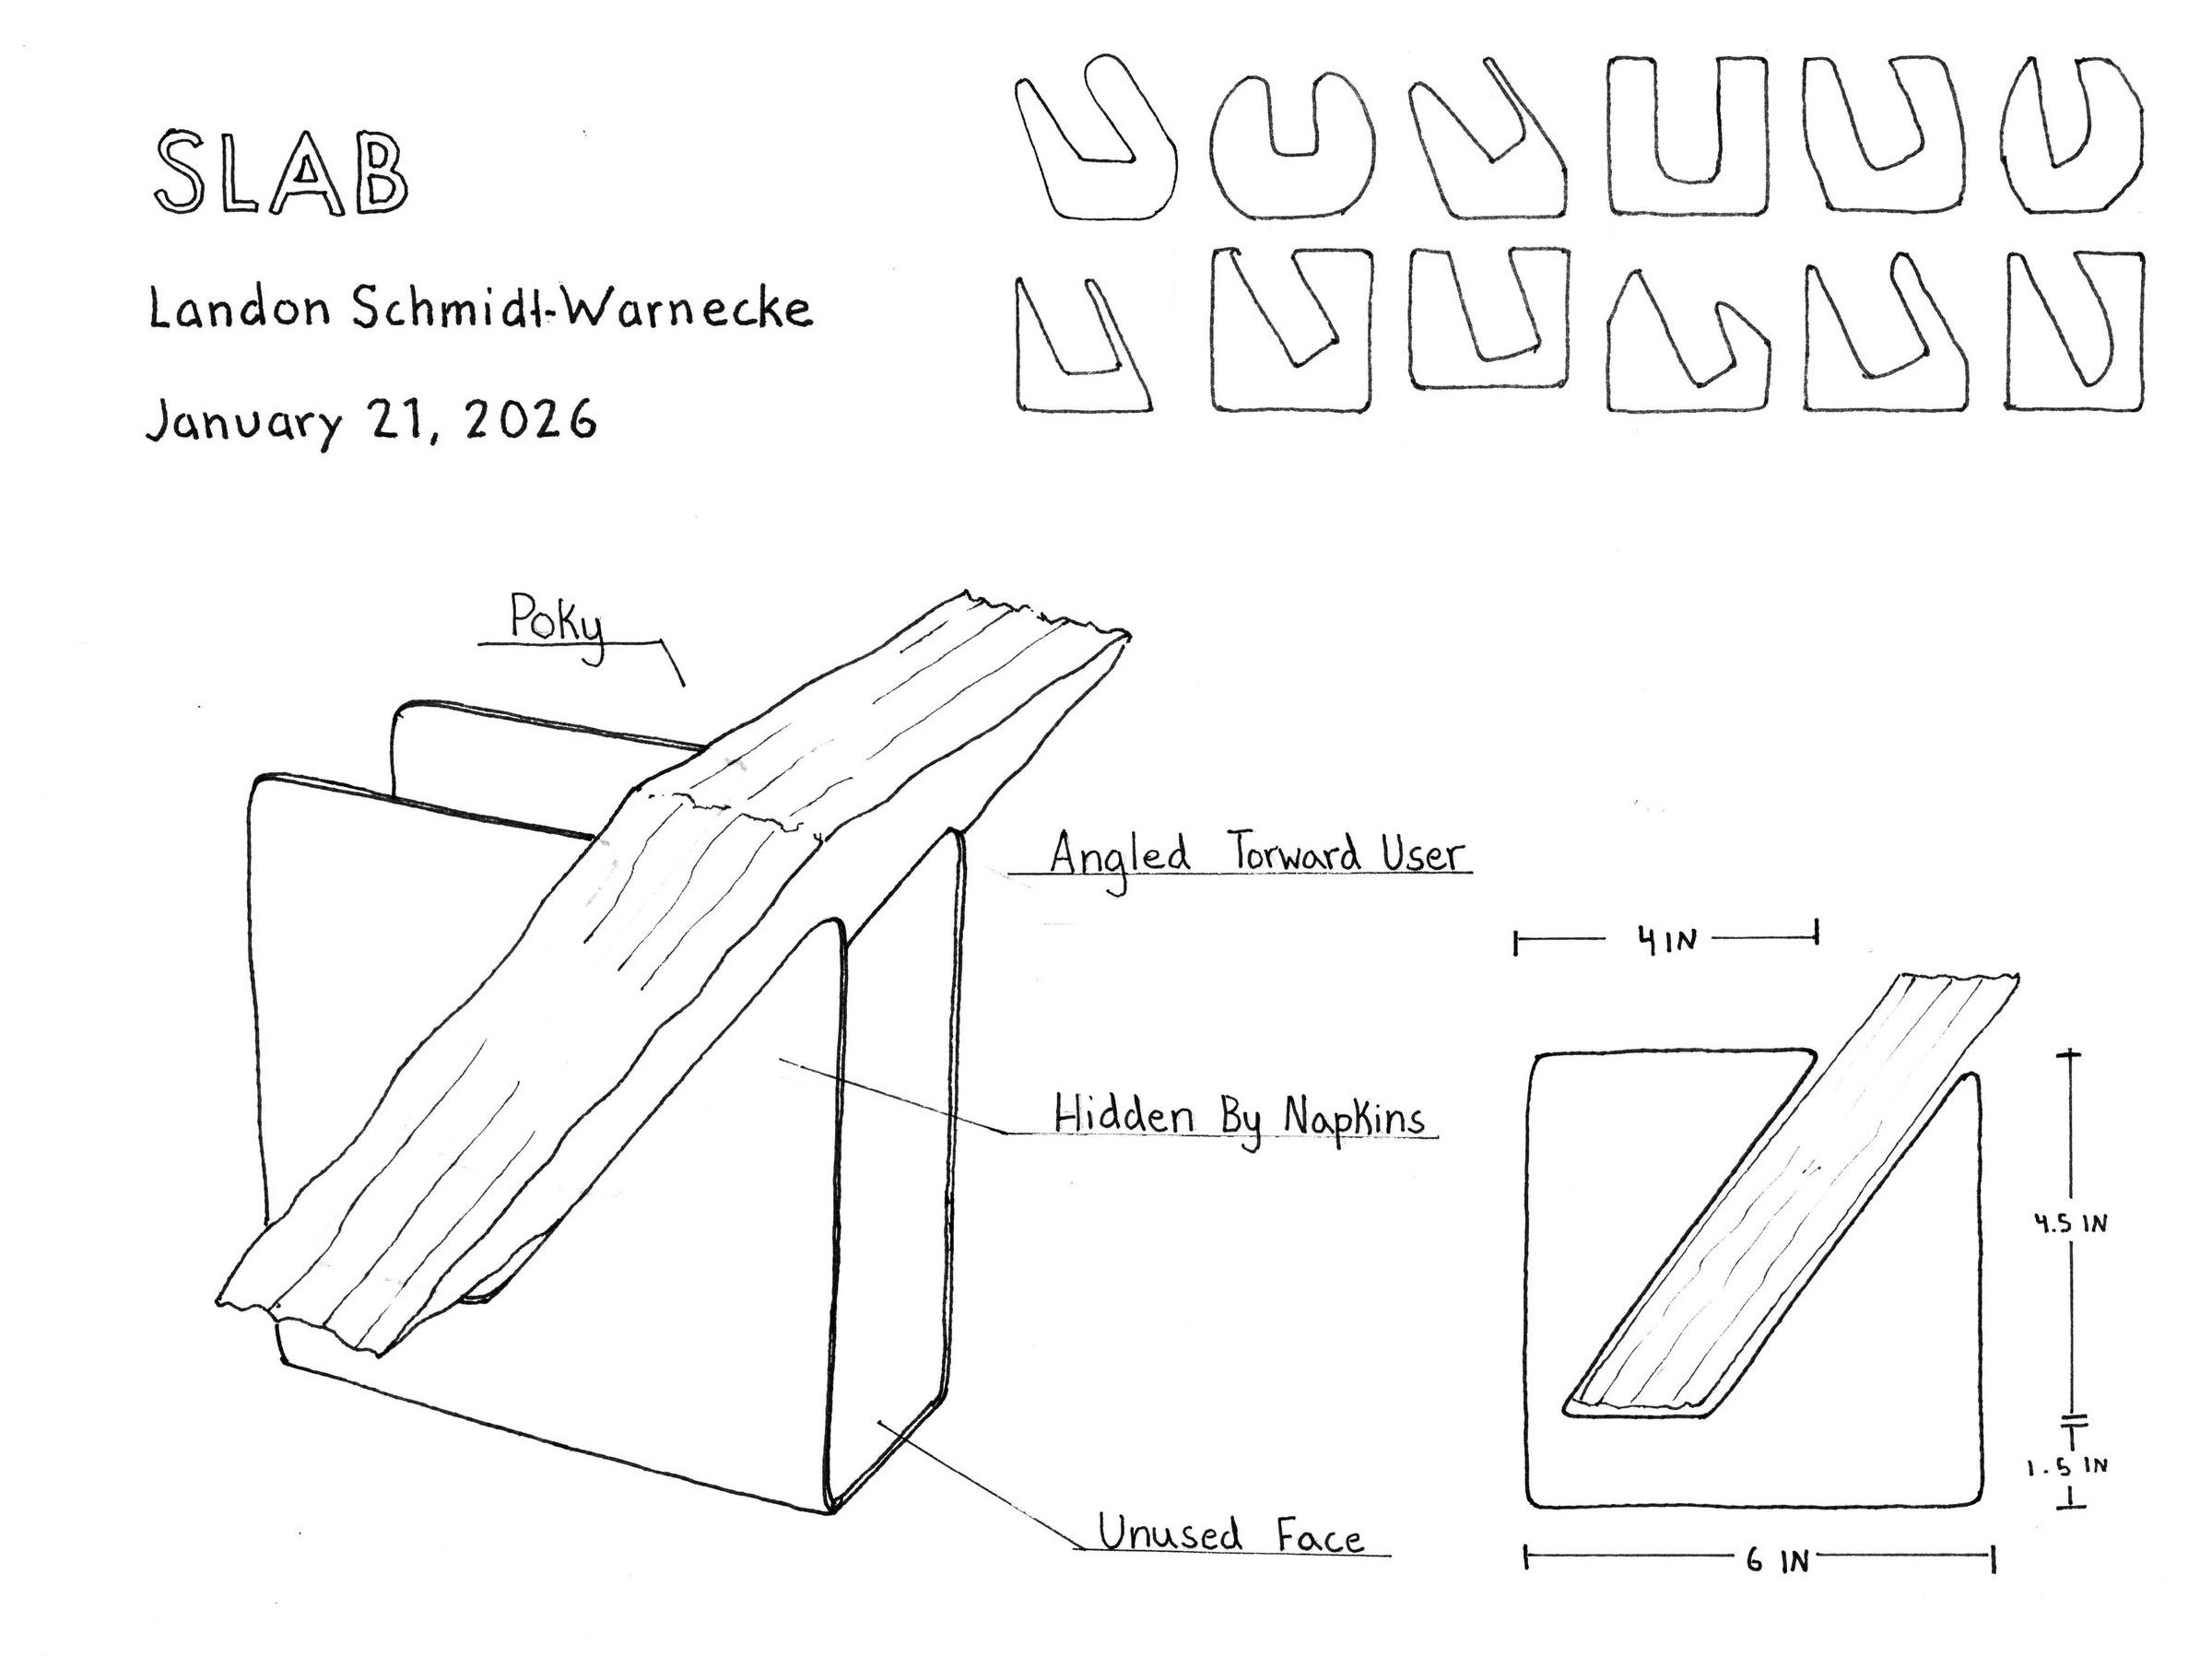 SLAB
Landon Schmidt-Warnecke
January 21, 2026
Poky
Angled Torward User
Hidden By Napkins
Unused Face
4 IN
4.5 IN
1.5 IN
6 IN